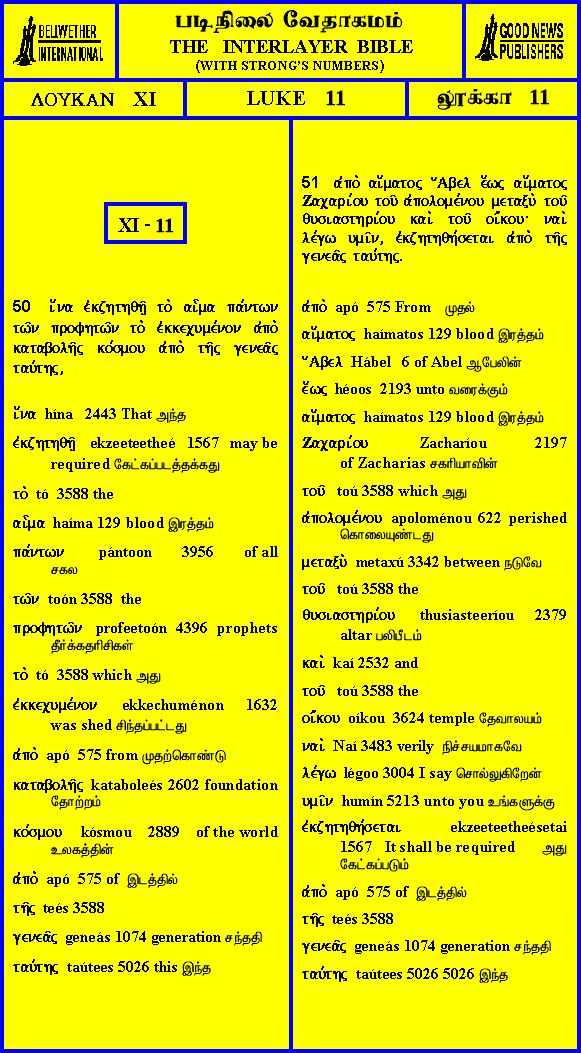 BELLWETHER
INTERNATIONAL
படிநிலை வேதாகமம்
THE INTERLAYER BIBLE
(WITH STRONG'S NUMBERS)
GOOD NEWS
PUBLISHERS
ΛΟΥΚΑΝ XI
LUKE 11
லூக்கா 11
XI - 11
50 ἵνα ἐκζητηθῇ τὸ αἷμα πάντων
τῶν προφητῶν τὸ ἐκκεχυμένον ἀπὸ
καταβολῆς κόσμου ἀπὸ τῆς γενεᾶς
ταύτης,
ἵνα hína 2443 That அந்த
ἐκζητηθῇ ekzeeteetheé 1567 may be
required கேட்கப்படத்தக்கது
τὸ tó 3588 the
αἷμα haíma 129 blood இரத்தம்
πάντων pántoon 3956 of all
சகல
τῶν toón 3588 the
προφητῶν profeetoón 4396 prophets
தீர்க்கதரிசிகள்
τὸ tó 3588 which அது
ἐκκεχυμένον ekkechuménon 1632
was shed சிந்தப்பட்டது
ἀπὸ apó 575 from முதற்கொண்டு
καταβολῆς kataboleés 2602 foundation
தோற்றம்
κόσμου kósmou 2889 of the world
உலகத்தின்
ἀπὸ apó 575 of இடத்தில்
τῆς teés 3588
γενεᾶς geneás 1074 generation சந்ததி
ταύτης taútees 5026 this இந்த
51 ἀπὸ αἵματος Ἅβελ ἕως αἵματος
Ζαχαρίου τοῦ ἀπολομένου μεταξὺ τοῦ
θυσιαστηρίου καὶ τοῦ οἴκου· ναὶ
λέγω υμῖν, ἐκζητηθήσεται ἀπὸ τῆς
γενεᾶς ταύτης.
ἀπὸ apó 575 From முதல்
αἵματος haímatos 129 blood இரத்தம்
Ἅβελ Hábel 6 of Abel ஆபேலின்
ἕως héoos 2193 unto வரைக்கும்
αἵματος haímatos 129 blood இரத்தம்
Ζαχαρίου Zacharíou 2197
of Zacharias சகரியாவின்
τοῦ toú 3588 which அது
ἀπολομένου apoloménou 622 perished
கொலையுண்டது
μεταξὺ metaxú 3342 between நடுவே
τοῦ toú 3588 the
θυσιαστηρίου thusiasteeríou 2379
altar பலிபீடம்
καὶ kaí 2532 and
τοῦ toú 3588 the
οἴκου oíkou 3624 temple தேவாலயம்
ναὶ Naí 3483 verily நிச்சயமாகவே
λέγω légoo 3004 I say சொல்லுகிறேன்
υμῖν humín 5213 unto you உங்களுக்கு
ἐκζητηθήσεται ekzeeteetheésetai
1567 It shall be required அது
கேட்கப்படும்
ἀπὸ apó 575 of இடத்தில்
τῆς teés 3588
γενεᾶς geneás 1074 generation சந்ததி
ταύτης taútees 5026 5026 இந்த